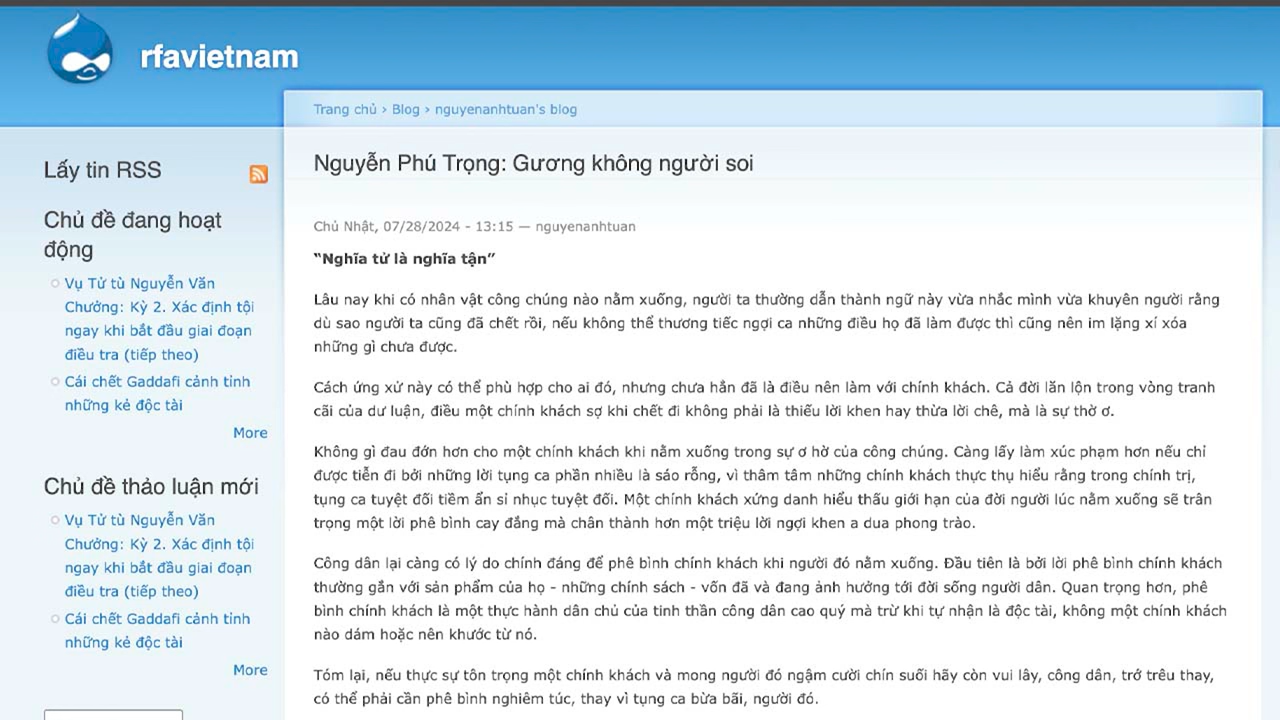 rfavietnam
Trang chủ › Blog › nguyenanhtuan's blog
Lấy tin RSS
Chủ đề đang hoạt
động
Vụ Tử tù Nguyễn Văn
Chưởng: Kỳ 2. Xác định tội
ngay khi bắt đầu giai đoạn
điều tra (tiếp theo)
Cái chết Gaddafi cảnh tỉnh
những kẻ độc tài
More
Chủ đề thảo luận mới
Vụ Tử tù Nguyễn Văn
Chưởng: Kỳ 2. Xác định tội
ngay khi bắt đầu giai đoạn
điều tra (tiếp theo)
Cái chết Gaddafi cảnh tỉnh
những kẻ độc tài
More
Nguyễn Phú Trọng: Gương không người soi
Chủ Nhật, 07/28/2024 - 13:15 — nguyenanhtuan
“Nghĩa tử là nghĩa tận”
Lâu nay khi có nhân vật công chúng nào nằm xuống, người ta thường dẫn thành ngữ này vừa nhắc mình vừa khuyên người rằng
dù sao người ta cũng đã chết rồi, nếu không thể thương tiếc ngợi ca những điều họ đã làm được thì cũng nên im lặng xí xóa
những gì chưa được.
Cách ứng xử này có thể phù hợp cho ai đó, nhưng chưa hẳn đã là điều nên làm với chính khách. Cả đời lăn lộn trong vòng tranh
cãi của dư luận, điều một chính khách sợ khi chết đi không phải là thiếu lời khen hay thừa lời chê, mà là sự thờ ơ.
Không gì đau đớn hơn cho một chính khách khi nằm xuống trong sự ơ hờ của công chúng. Càng lấy làm xúc phạm hơn nếu chỉ
được tiễn đi bởi những lời tụng ca phần nhiều là sáo rỗng, vì thâm tâm những chính khách thực thụ hiểu rằng trong chính trị,
tụng ca tuyệt đối tiềm ẩn sỉ nhục tuyệt đối. Một chính khách xứng danh hiểu thấu giới hạn của đời người lúc nằm xuống sẽ trân
trọng một lời phê bình cay đắng mà chân thành hơn một triệu lời ngợi khen a dua phong trào.
Công dân lại càng có lý do chính đáng để phê bình chính khách khi người đó nằm xuống. Đầu tiên là bởi lời phê bình chính khách
thường gắn với sản phẩm của họ - những chính sách - vốn đã và đang ảnh hưởng tới đời sống người dân. Quan trọng hơn, phê
bình chính khách là một thực hành dân chủ của tinh thần công dân cao quý mà trừ khi tự nhận là độc tài, không một chính khách
nào dám hoặc nên khước từ nó.
Tóm lại, nếu thực sự tôn trọng một chính khách và mong người đó ngậm cười chín suối hãy còn vui lây, công dân, trớ trêu thay,
có thể phải cần phê bình nghiêm túc, thay vì tụng ca bừa bãi, người đó.